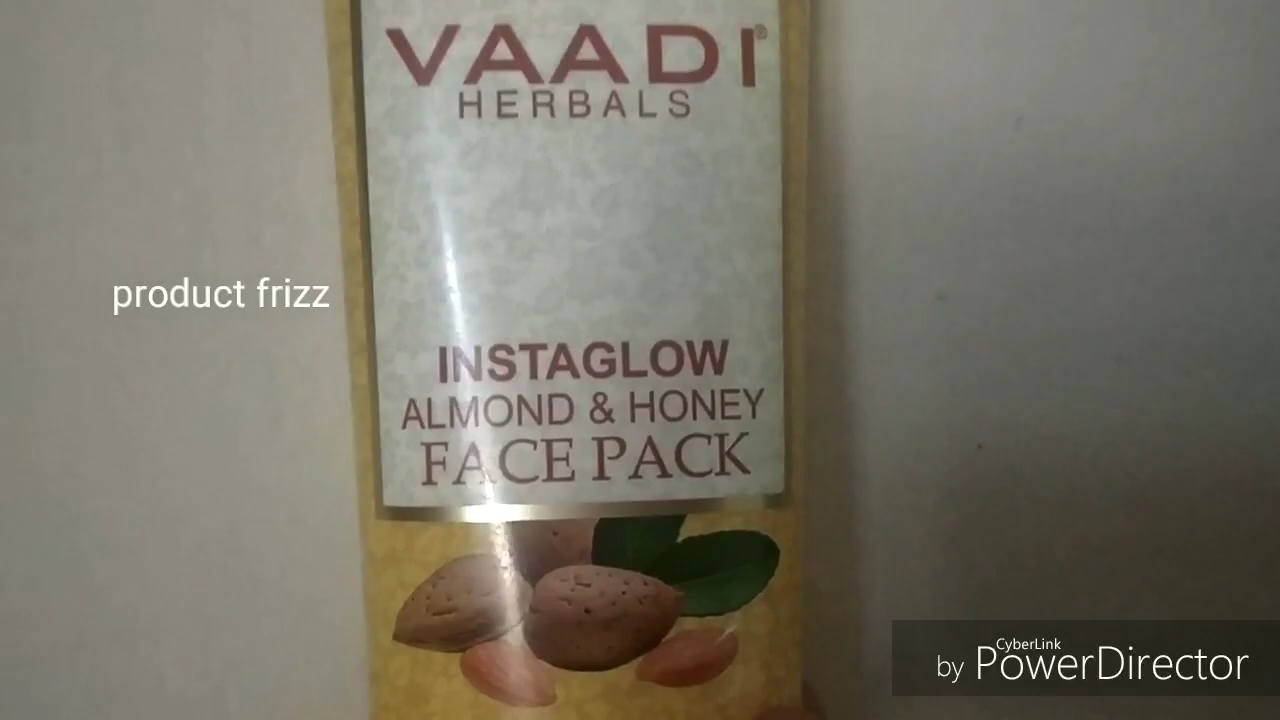 VAADI®
HERBALS
product frizz
INSTAGLOW
ALMOND & HONEY
FACE PACK
CyberLink
by PowerDirector